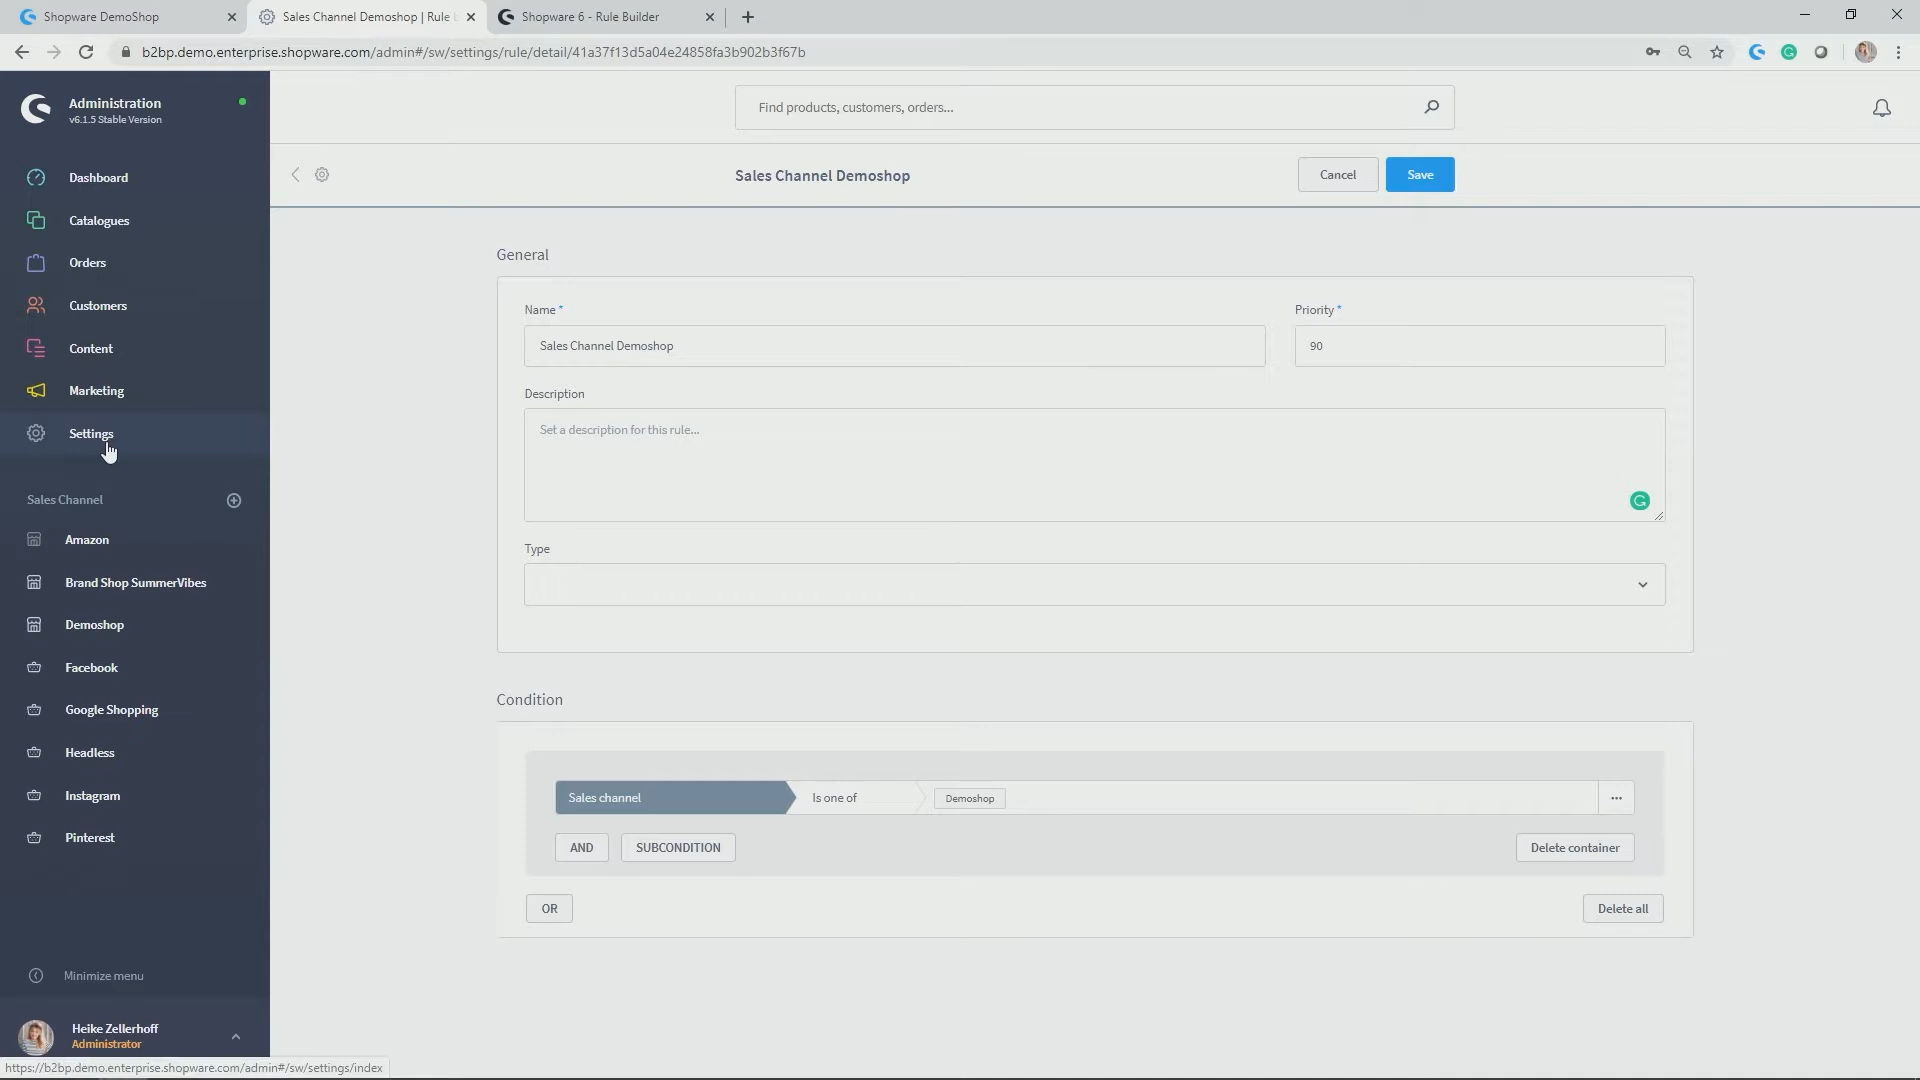 Shopware DemoShop
Sales Channel Demoshop | Rule b
Shopware 6 - Rule Builder
b2bp.demo.enterprise.shopware.com/admin#/sw/settings/rule/detail/41a37f13d5a04e24858fa3b902b3f67b
Administration
v6.1.5 Stable Version
Find products, customers, orders...
Sales Channel Demoshop
Cancel
Save
Dashboard
Catalogues
Orders
Customers
Content
Marketing
Settings
Sales Channel
Amazon
Brand Shop SummerVibes
Demoshop
Facebook
Google Shopping
Headless
Instagram
Pinterest
Minimize menu
Heike Zellerhoff
Administrator
General
Name *
Priority *
Sales Channel Demoshop
90
Description
Set a description for this rule...
Type
Condition
Sales channel
Is one of
Demoshop
...
AND
SUBCONDITION
Delete container
OR
Delete all
https://b2bp.demo.enterprise.shopware.com/admin#/sw/settings/index